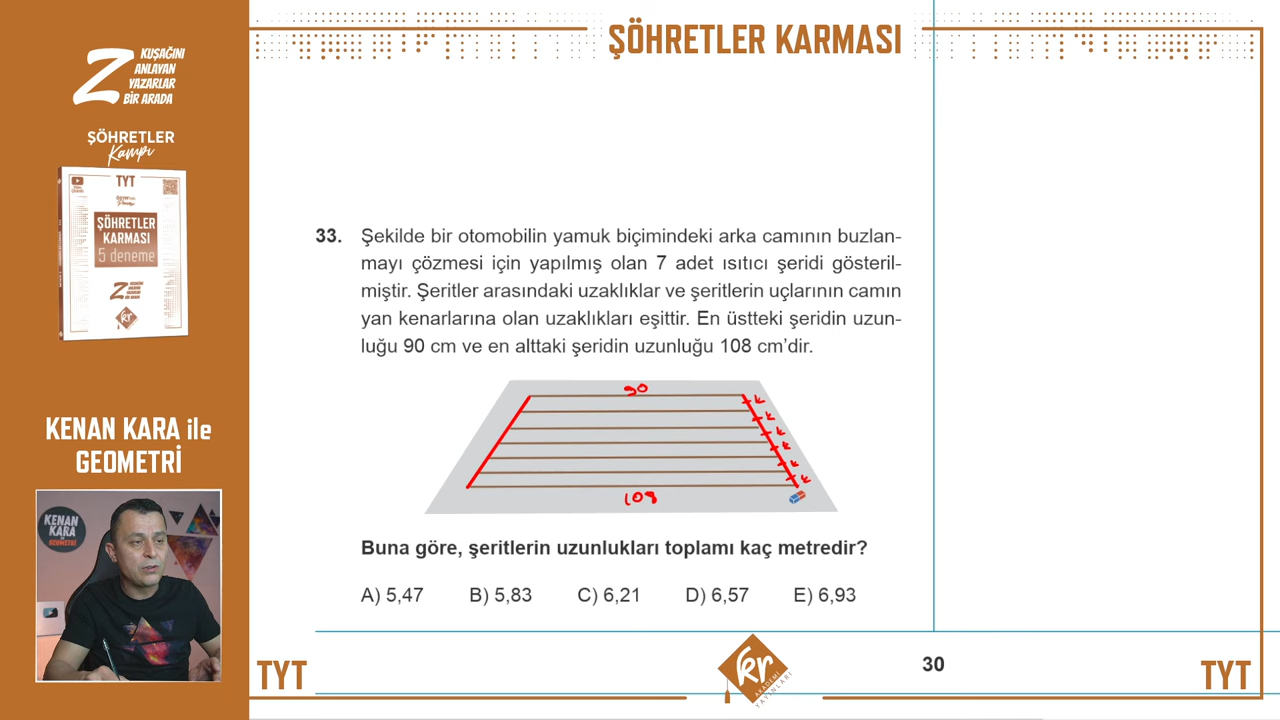 ŞÖHRETLER KARMASI
Z KUŞAĞINI
ANLAYAN
YAZARLAR
BİR ARADA
ŞÖHRETLER
Kampı
TYT
ŞÖHRETLER
KARMASI
5 deneme
Z
kr
KENAN KARA ile
GEOMETRİ
KENAN
KARA
GEOMETRİ
33. Şekilde bir otomobilin yamuk biçimindeki arka camının buzlan-
mayı çözmesi için yapılmış olan 7 adet ısıtıcı şeridi gösteril-
miştir. Şeritler arasındaki uzaklıklar ve şeritlerin uçlarının camın
yan kenarlarına olan uzaklıkları eşittir. En üstteki şeridin uzun-
luğu 90 cm ve en alttaki şeridin uzunluğu 108 cm'dir.
90
108
Buna göre, şeritlerin uzunlukları toplamı kaç metredir?
A) 5,47 B) 5,83 C) 6,21 D) 6,57 E) 6,93
TYT
kr
AKADEMİ
YAYINLARI
30
TYT